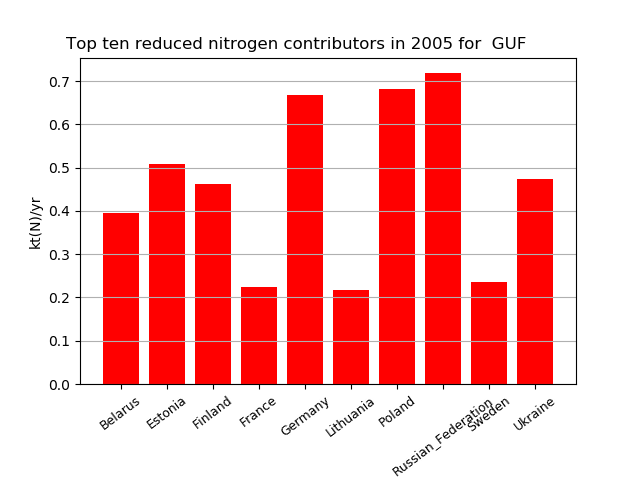 Top ten reduced nitrogen contributors in 2005 for  GUF
kt(N)/yr
0.7
0.6
0.5
0.4
0.3
0.2
0.1
0.0
Belarus
Estonia
Finland
France
Germany
Lithuania
Poland
Russian_Federation
Sweden
Ukraine